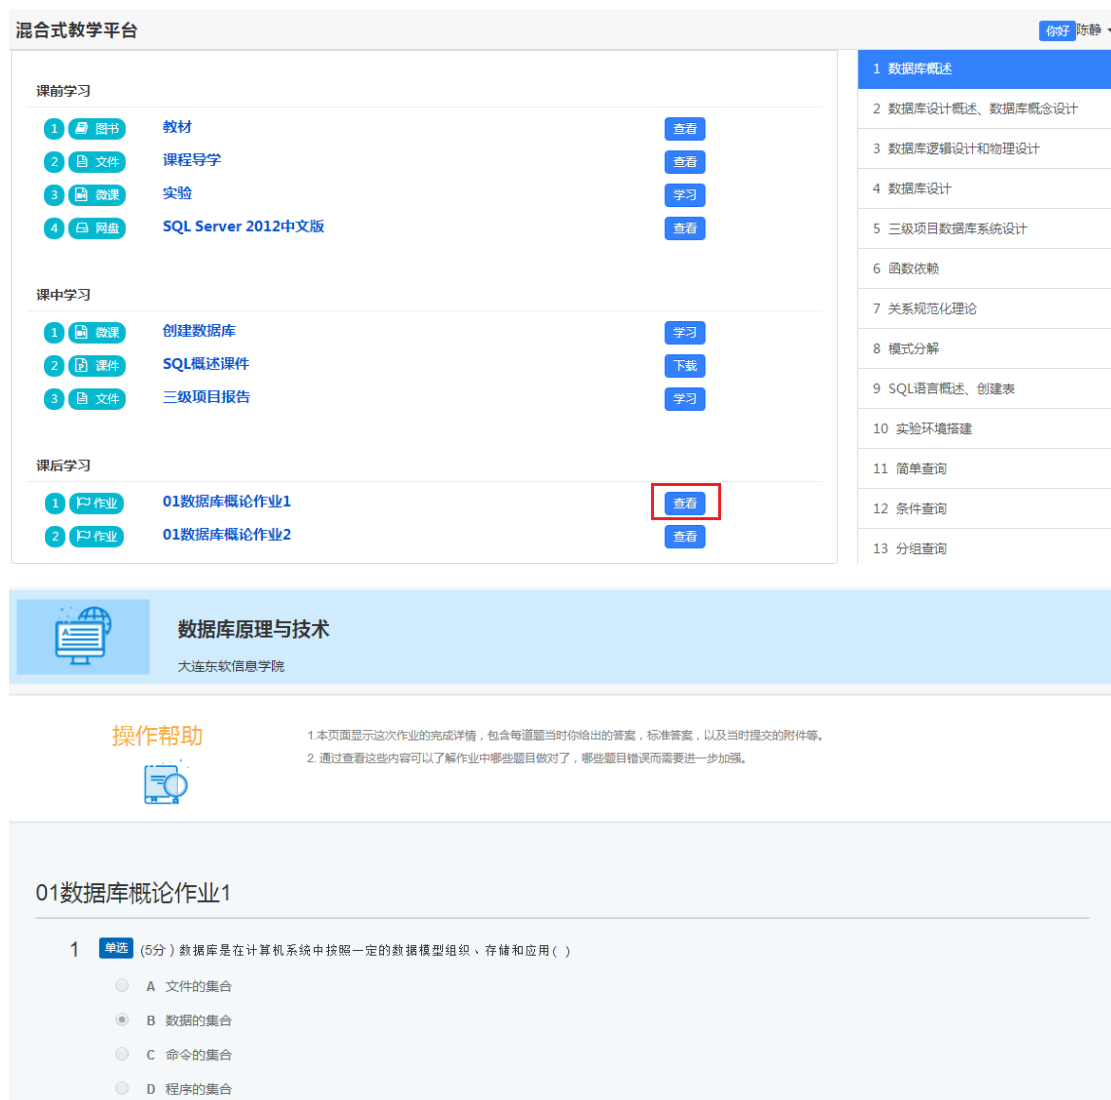 混合式教学平台
你好 陈静
课前学习
1 图书 教材 查看
2 文件 课程导学 查看
3 微课 实验 学习
4 网盘 SQL Server 2012中文版 查看
课中学习
1 微课 创建数据库 学习
2 课件 SQL概述课件 下载
3 文件 三级项目报告 学习
课后学习
1 作业 01数据库概论作业1 查看
2 作业 01数据库概论作业2 查看
1 数据库概述
2 数据库设计概述、数据库概念设计
3 数据库逻辑设计和物理设计
4 数据库设计
5 三级项目数据库系统设计
6 函数依赖
7 关系规范化理论
8 模式分解
9 SQL语言概述、创建表
10 实验环境搭建
11 简单查询
12 条件查询
13 分组查询
数据库原理与技术
大连东软信息学院
操作帮助
1.本页面显示这次作业的完成详情，包含每道题当时你给出的答案，标准答案，以及当时提交的附件等。
2. 通过查看这些内容可以了解作业中哪些题目做对了，哪些题目错误而需要进一步加强。
01数据库概论作业1
1 单选 (5分 ) 数据库是在计算机系统中按照一定的数据模型组织、存储和应用( )
A 文件的集合
B 数据的集合
C 命令的集合
D 程序的集合